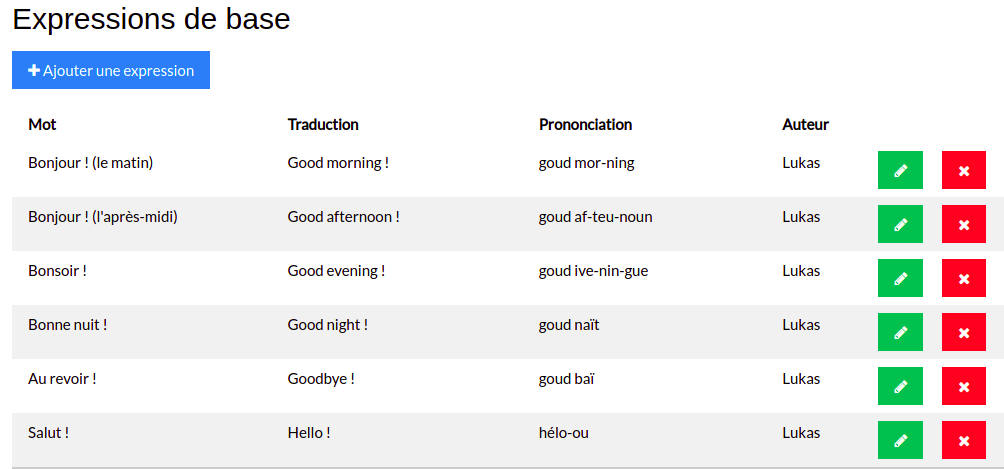 Expressions de base
Ajouter une expression
Mot Traduction Prononciation Auteur
Bonjour ! (le matin) Good morning ! goud mor-ning Lukas
Bonjour ! (l'après-midi) Good afternoon ! goud af-teu-noun Lukas
Bonsoir ! Good evening ! goud ive-nin-gue Lukas
Bonne nuit ! Good night ! goud naït Lukas
Au revoir ! Goodbye ! goud baï Lukas
Salut ! Hello ! hélo-ou Lukas